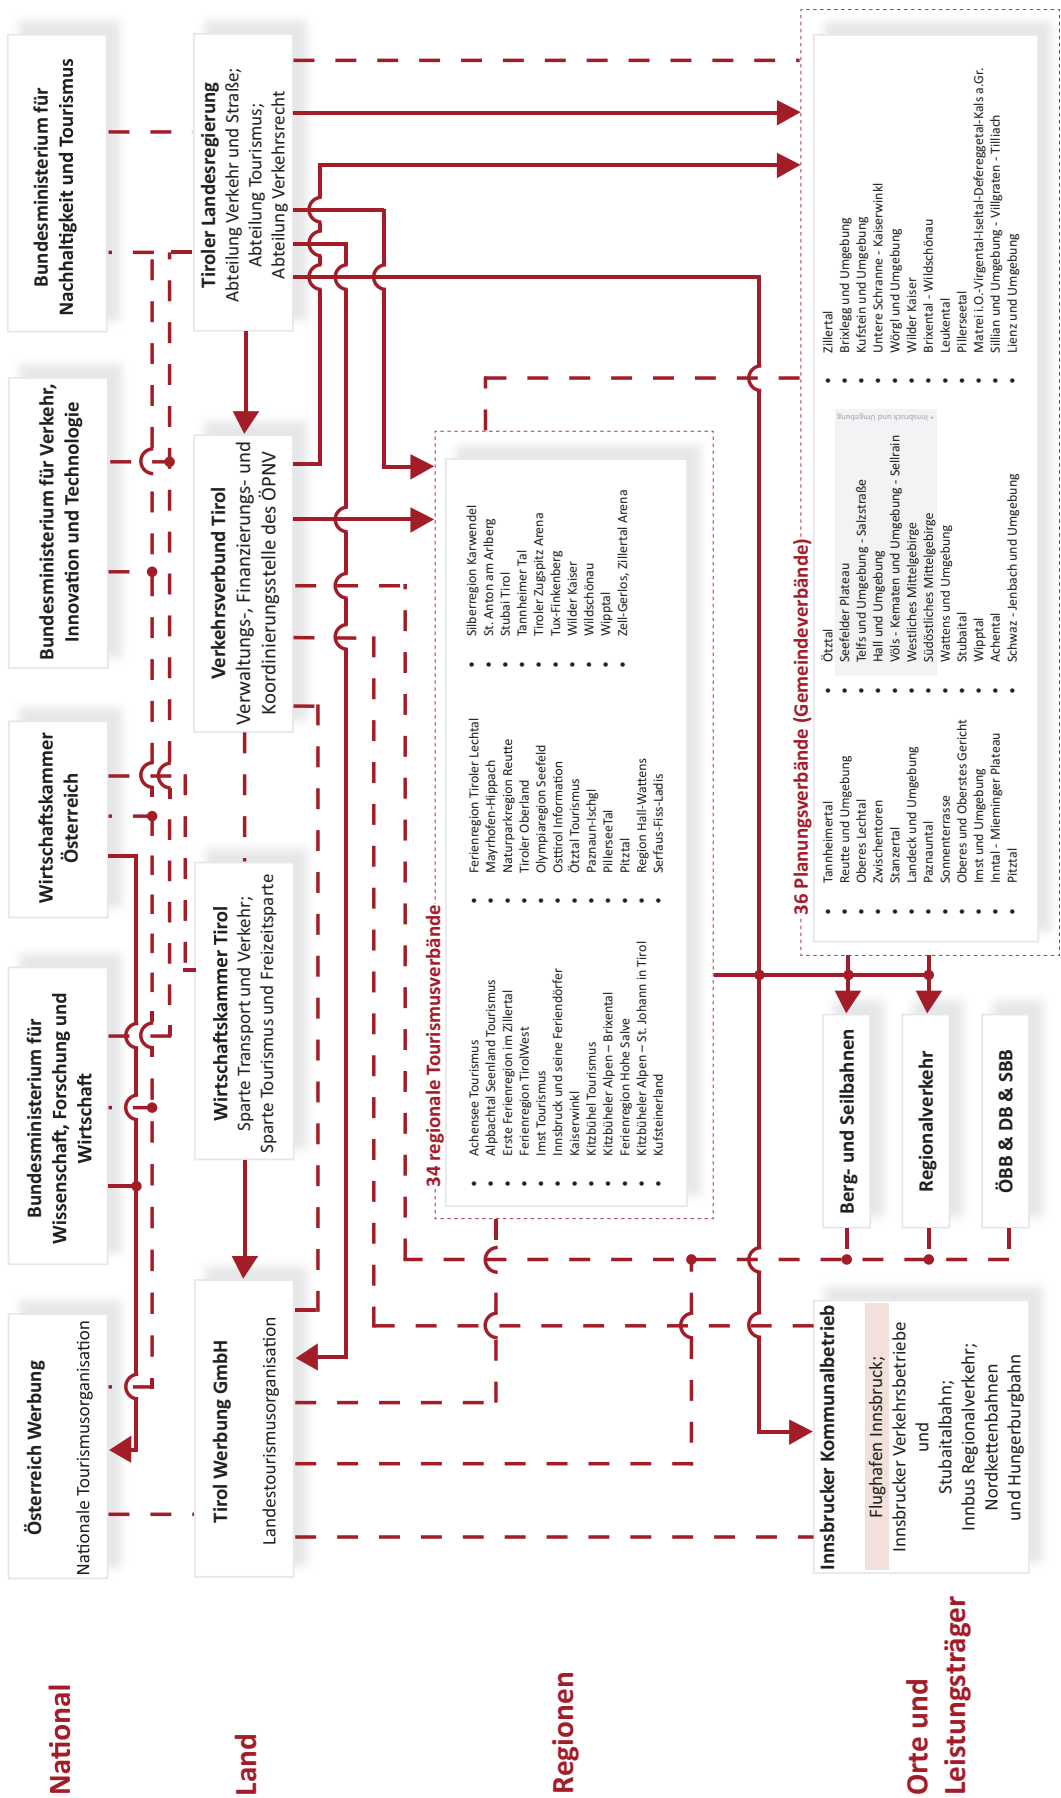 National
Österreich Werbung
Nationale Tourismusorganisation
Bundesministerium für
Wissenschaft, Forschung und
Wirtschaft
Wirtschaftskammer
Österreich
Bundesministerium für Verkehr,
Innovation und Technologie
Bundesministerium für
Nachhaltigkeit und Tourismus
Land
Tirol Werbung GmbH
Landestourismusorganisation
Wirtschaftskammer Tirol
Sparte Transport und Verkehr;
Sparte Tourismus und Freizeitsparte
Verkehrsverbund Tirol
Verwaltungs-, Finanzierungs- und
Koordinierungsstelle des ÖPNV
Tiroler Landesregierung
Abteilung Verkehr und Straße;
Abteilung Tourismus;
Abteilung Verkehrsrecht
Regionen
34 regionale Tourismusverbände
• Achensee Tourismus
• Alpbachtal Seenland Tourismus
• Erste Ferienregion im Zillertal
• Ferienregion TirolWest
• Imst Tourismus
• Innsbruck und seine Feriendörfer
• Kaiserwinkl
• Kitzbühel Tourismus
• Kitzbüheler Alpen – Brixental
• Ferienregion Hohe Salve
• Kitzbüheler Alpen – St. Johann in Tirol
• Kufsteinerland
• Ferienregion Tiroler Lechtal
• Mayrhofen-Hippach
• Naturparkregion Reutte
• Tiroler Oberland
• Olympiaregion Seefeld
• Osttirol Information
• Ötztal Tourismus
• Paznaun-Ischgl
• PillerseeTal
• Pitztal
• Region Hall-Wattens
• Serfaus-Fiss-Ladis
• Silberregion Karwendel
• St. Anton am Arlberg
• Stubai Tirol
• Tannheimer Tal
• Tiroler Zugspitz Arena
• Tux-Finkenberg
• Wilder Kaiser
• Wildschönau
• Wipptal
• Zell-Gerlos, Zillertal Arena
Orte und
Leistungsträger
Innsbrucker Kommunalbetrieb
Flughafen Innsbruck;
Innsbrucker Verkehrsbetriebe
und
Stubaitalbahn;
Innbus Regionalverkehr;
Nordkettenbahnen
und Hungerburgbahn
Berg- und Seilbahnen
Regionalverkehr
ÖBB & DB & SBB
36 Planungsverbände (Gemeindeverbände)
• Tannheimertal
• Reutte und Umgebung
• Oberes Lechtal
• Zwischentoren
• Stanzertal
• Landeck und Umgebung
• Paznauntal
• Sonnenterrasse
• Oberes und Oberstes Gericht
• Imst und Umgebung
• Inntal - Mieminger Plateau
• Pitztal
• Ötztal
• Seefelder Plateau
• Telfs und Umgebung - Salzstraße
• Hall und Umgebung
• Völs - Kematen und Umgebung - Sellrain
• Westliches Mittelgebirge
• Südöstliches Mittelgebirge
• Wattens und Umgebung
• Stubaital
• Wipptal
• Achental
• Schwaz - Jenbach und Umgebung
+ Innsbruck und Umgebung
• Zillertal
• Brixlegg und Umgebung
• Kufstein und Umgebung
• Untere Schranne - Kaiserwinkl
• Wörgl und Umgebung
• Wilder Kaiser
• Brixental - Wildschönau
• Leukental
• Pillerseetal
• Matrei i.O.-Virgental-Iseltal-Defereggetal-Kals a.Gr.
• Sillian und Umgebung - Villgraten - Tilliach
• Lienz und Umgebung